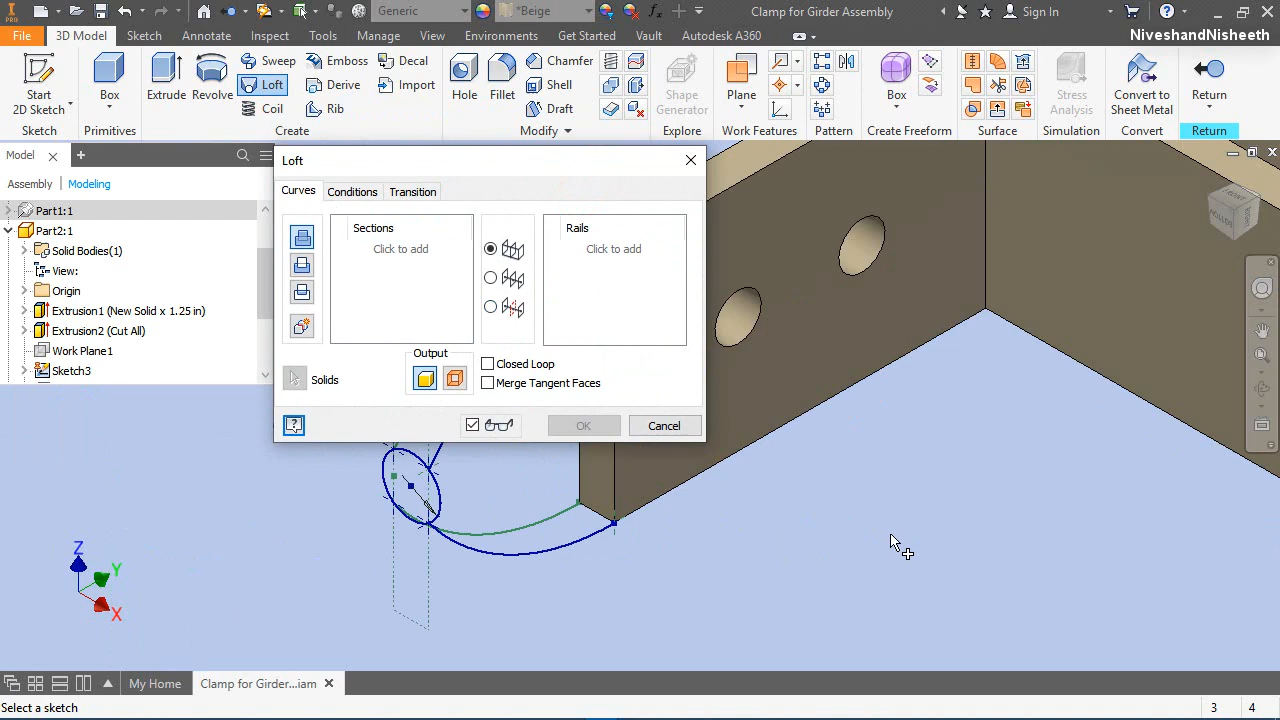 Generic
*Beige
Clamp for Girder Assembly
Sign In
PRO
File
3D Model
Sketch
Annotate
Inspect
Tools
Manage
View
Environments
Get Started
Vault
Autodesk A360
NiveshandNisheeth
Start
2D Sketch
Box
Extrude
Revolve
Sweep
Loft
Coil
Emboss
Derive
Rib
Decal
Import
Hole
Fillet
Chamfer
Shell
Draft
Shape
Generator
Plane
Box
Stress
Analysis
Convert to
Sheet Metal
Return
Sketch
Primitives
Create
Modify
Explore
Work Features
Pattern
Create Freeform
Surface
Simulation
Convert
Return
Model
Assembly
Modeling
Part1:1
Part2:1
Solid Bodies(1)
View:
Origin
Extrusion1 (New Solid x 1.25 in)
Extrusion2 (Cut All)
Work Plane1
Sketch3
Loft
Curves
Conditions
Transition
Sections
Click to add
Rails
Click to add
Solids
Output
Closed Loop
Merge Tangent Faces
OK
Cancel
FRONT
BOTTOM
Z
Y
X
My Home
Clamp for Girder...iam
Select a sketch
3
4